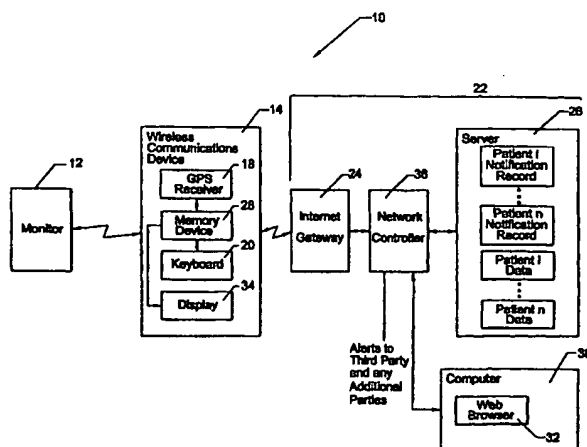 10
22
14
Wireless
Communications
Device
18
GPS
Receiver
28
Memory
Device
20
Keyboard
34
Display
12
Monitor
24
Internet
Gateway
36
Network
Controller
26
Server
Patient I
Notification
Record
Patient n
Notification
Record
Patient I
Data
Patient n
Data
Alerts to
Third Party
and any
Additional
Parties
Computer
Web
Browser
32